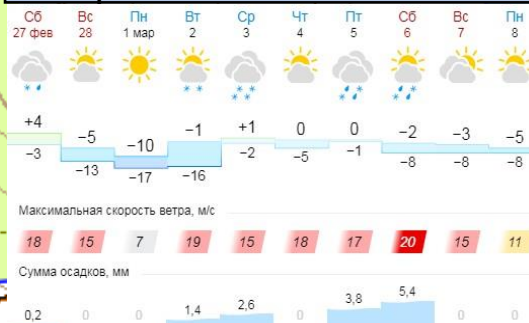 Сб Вс Пн Вт Ср Чт Пт Сб Вс Пн
27 фев 28 1 мар 2 3 4 5 6 7 8
+4 −5 −10 −1 +1 0 0 −2 −3 −5
−3 −13 −17 −16 −2 −5 −1 −8 −8 −8
Максимальная скорость ветра, м/с
18 15 7 19 15 18 17 20 15 11
Сумма осадков, мм
0,2 0 0 1,4 2,6 0 3,8 5,4 0 0